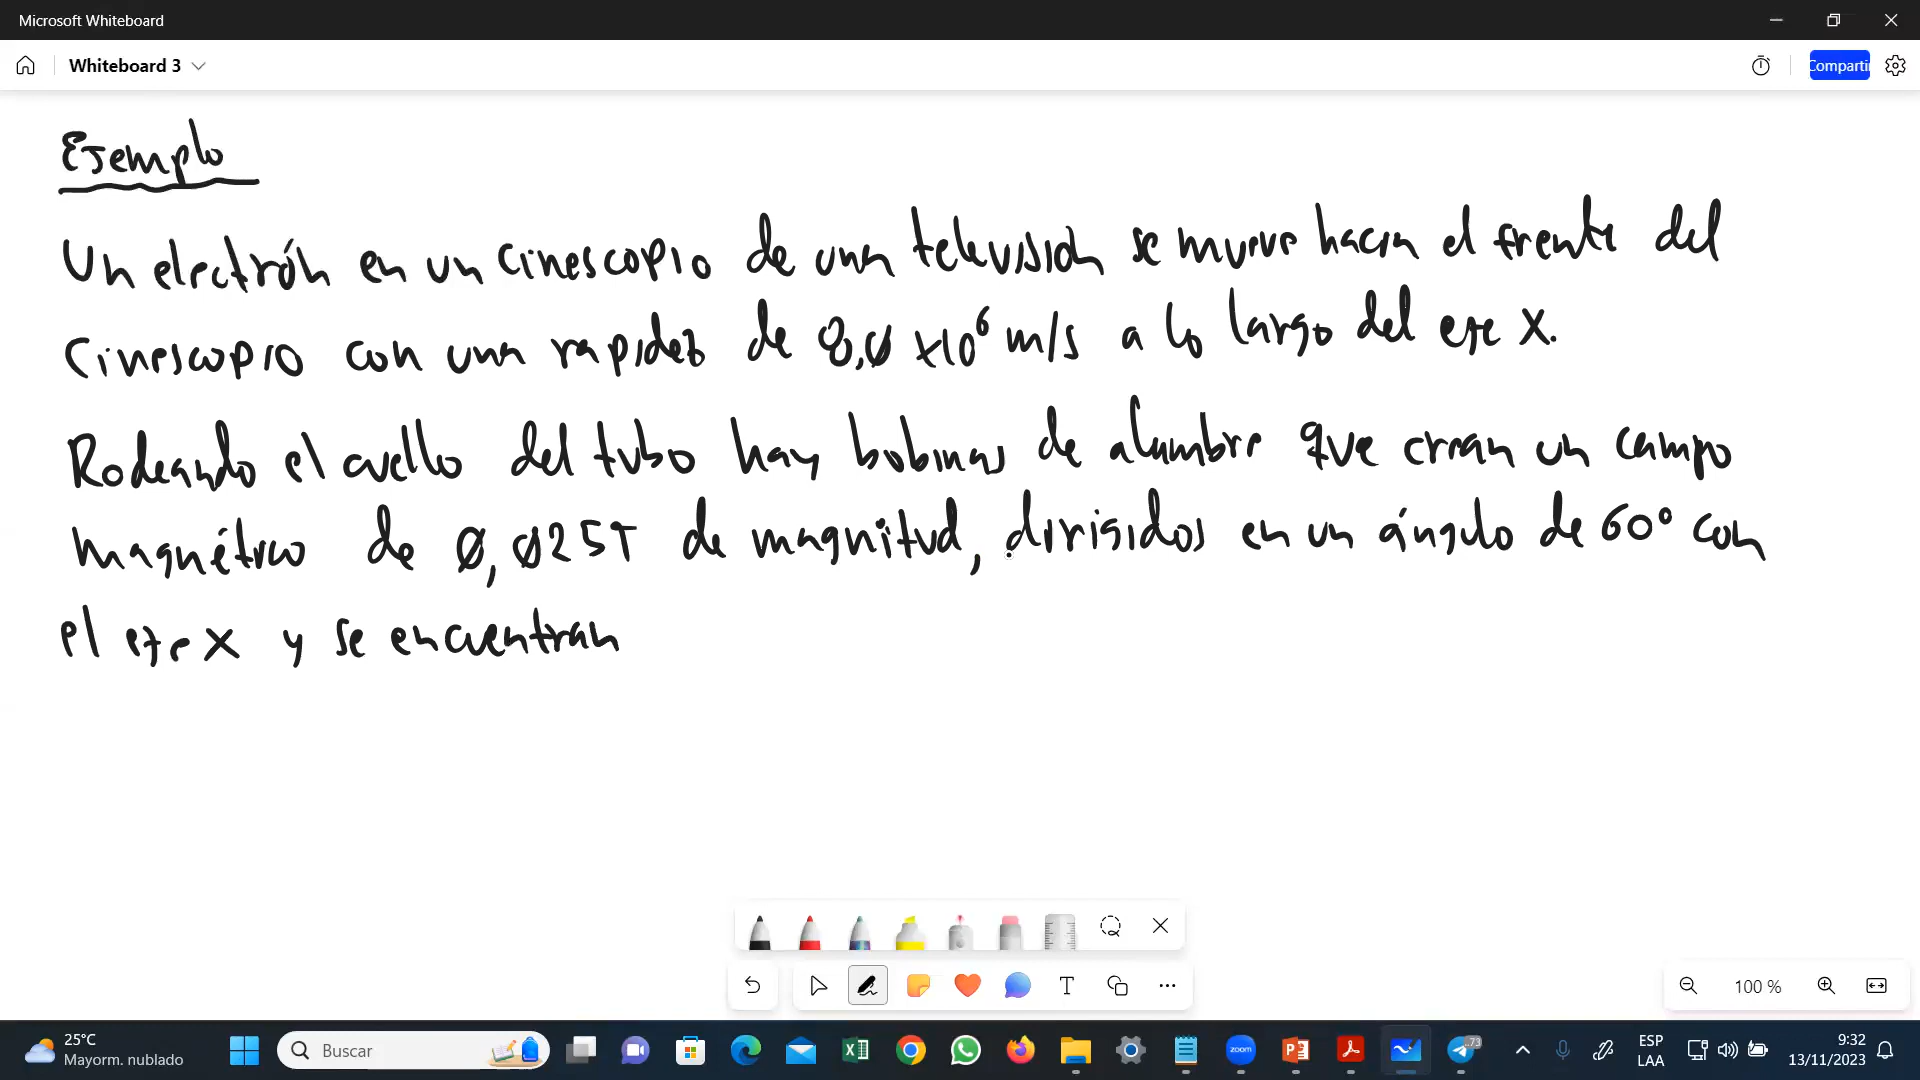 Microsoft Whiteboard
Whiteboard 3
Comparti
Ejemplo
Un electrón en un cinescopio de una televisión se mueve hacia el frente del
Cinescopio con una rapidez de 8,0 x10⁶ m/s a lo largo del eje X.
Rodeando el cuello del tubo hay bobinas de alambre que crean un campo
magnético de 0,025T de magnitud, dirigidos en un ángulo de 60° con
el eje X y se encuentran
100 %
25°C
Mayorm. nublado
Buscar
zoom
73
ESP
LAA
9:32
13/11/2023